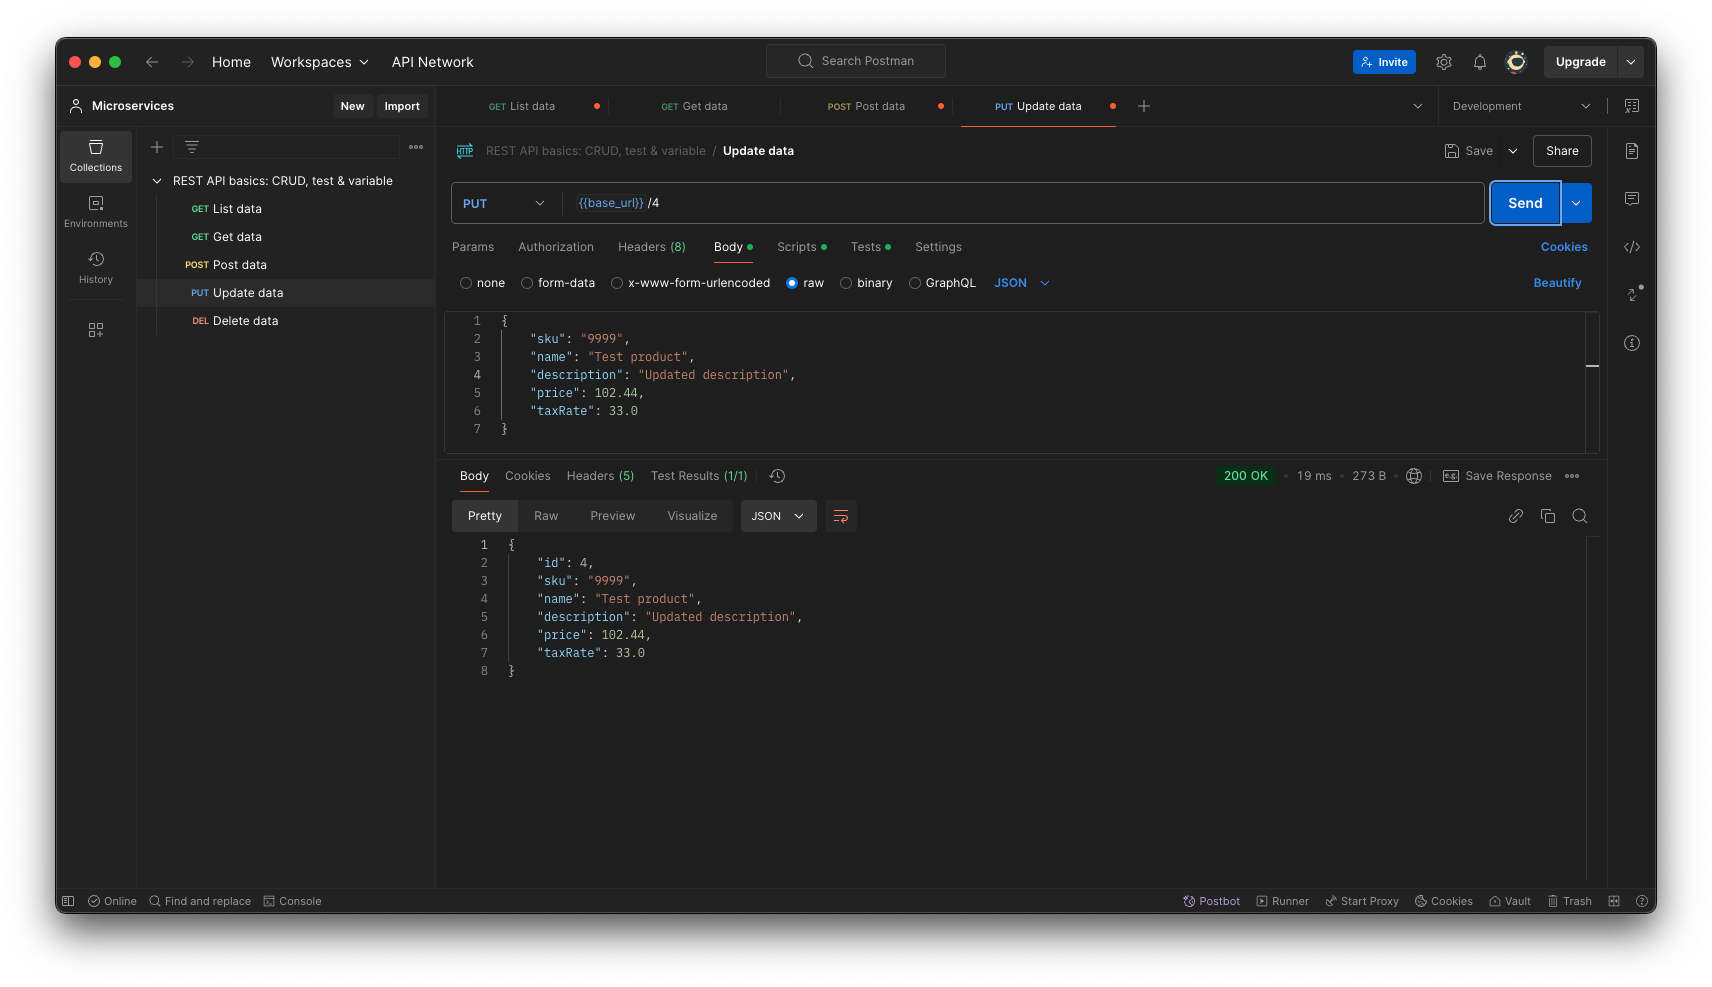 Home Workspaces API Network Search Postman Invite Upgrade
Microservices New Import GET List data GET Get data POST Post data PUT Update data Development
Collections
Environments
History
REST API basics: CRUD, test & variable
GET List data
GET Get data
POST Post data
PUT Update data
DEL Delete data
HTTP REST API basics: CRUD, test & variable / Update data Save Share
PUT {{base_url}} /4 Send
Params Authorization Headers (8) Body Scripts Tests Settings Cookies
none form-data x-www-form-urlencoded raw binary GraphQL JSON Beautify
1 {
2 "sku": "9999",
3 "name": "Test product",
4 "description": "Updated description",
5 "price": 102.44,
6 "taxRate": 33.0
7 }
Body Cookies Headers (5) Test Results (1/1) 200 OK 19 ms 273 B e.g. Save Response
Pretty Raw Preview Visualize JSON
1 {
2 "id": 4,
3 "sku": "9999",
4 "name": "Test product",
5 "description": "Updated description",
6 "price": 102.44,
7 "taxRate": 33.0
8 }
Online Find and replace Console Postbot Runner Start Proxy Cookies Vault Trash